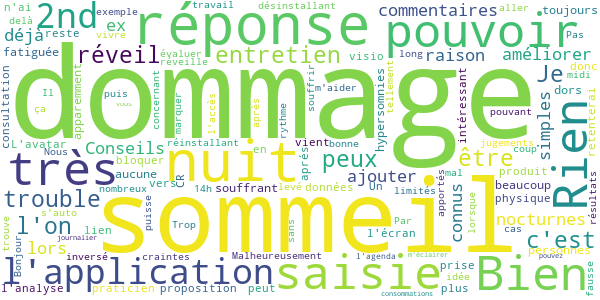 n'ai
2nd
travail
désinstallant
exemple
réponse
pouvoir
commentaires
aller
toujours
delà
reste
ex
vivre
Pas
déjà
fatiguée
réveil
évaluer
réveille
entretien
visio
long
raison
améliorer
Il
puis
vous
m'aider
donc
midi
consultation
ça
apparemment
dommage
souffrir
hypersomnies
tellement
intéressant
Je
dors
retenterai
L'avatar
Nous
concernant
marquer
l'accès
après
rythme
pouvant
simples
Rien
Conseils
réinstallant
en
vient
bonne
jugements
coup
très
bloquer
nuit
après
peux
être
aucune
nombreux
vers
CR
14h
souffrant
levé
données
ajouter
Un
limités
mal
apportés
produit
beaucoup
physique
résultats
trouble
puisse
sommeil
connus
lorsque
nocturnes
trouve
l'on
s'auto
lien
Trop
sans
Par
l'écran
c'est
cas
personnes
Bonjour
lors
journalier
inversé
craintes
Malheureusement
l'agenda
n'éclairer
prise
idée
pouvez
fausse
l'application
saisie
Bien
l'analyse
praticien
proposition
peut
consommations
plus